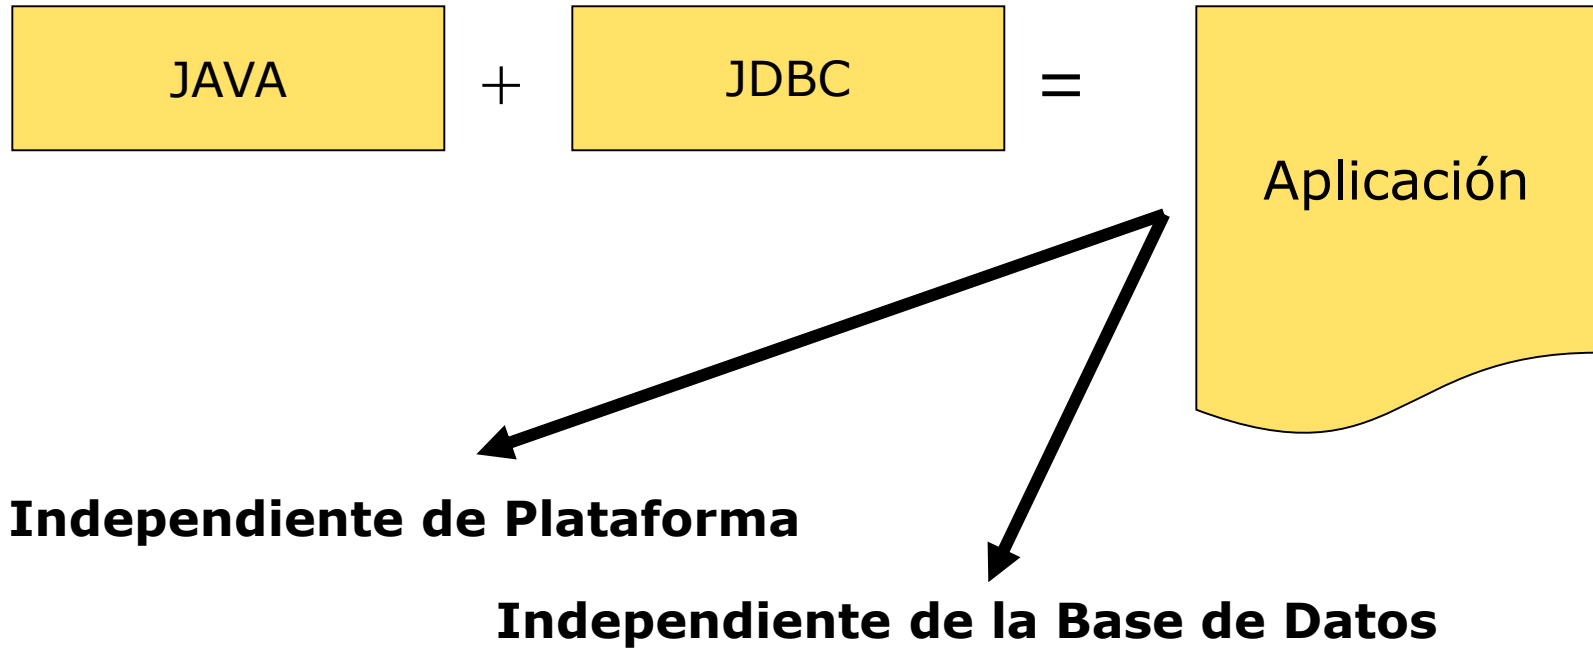 JAVA + JDBC =
Aplicación
Independiente de Plataforma
Independiente de la Base de Datos